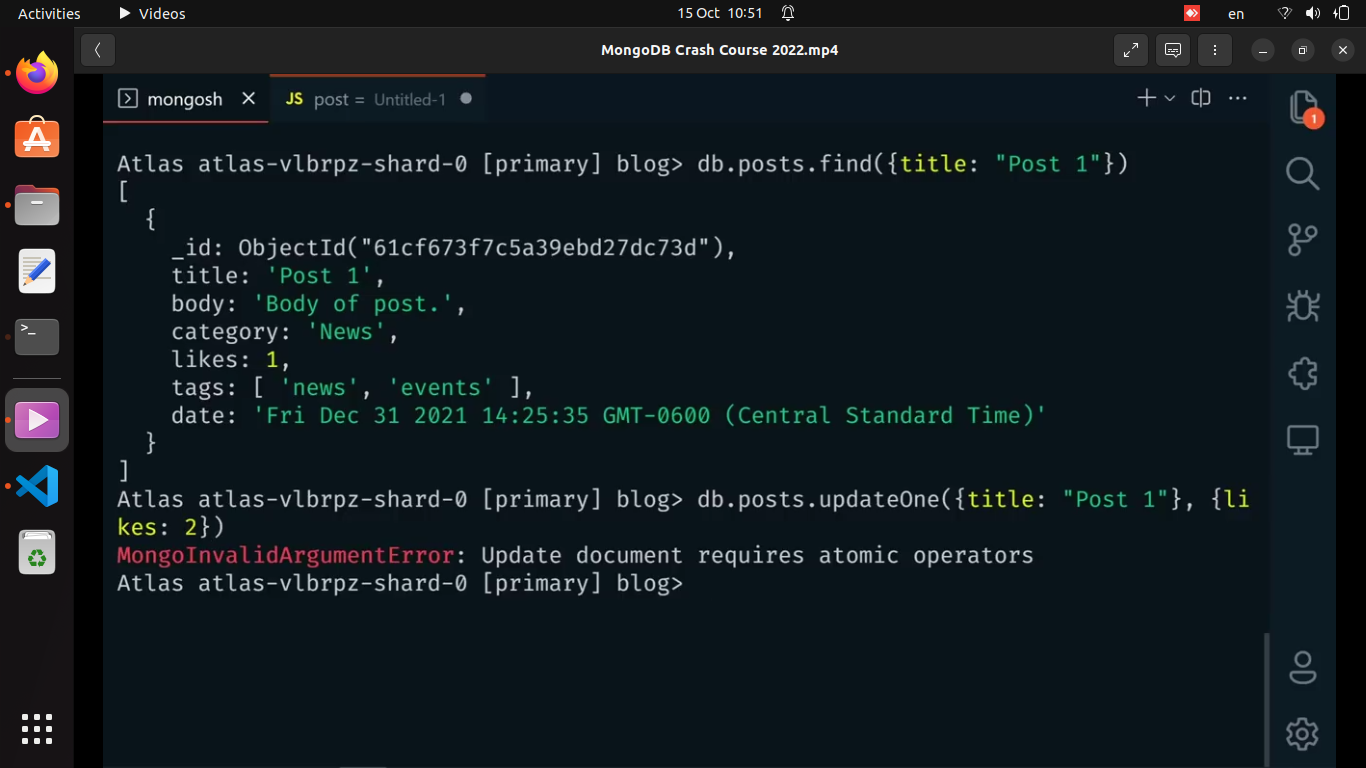 Activities
Videos
15 Oct 10:51
en
MongoDB Crash Course 2022.mp4
mongosh
JS post = Untitled-1
1
Atlas atlas-vlbrpz-shard-0 [primary] blog> db.posts.find({title: "Post 1"})
[
{
_id: ObjectId("61cf673f7c5a39ebd27dc73d"),
title: 'Post 1',
body: 'Body of post.',
category: 'News',
likes: 1,
tags: [ 'news', 'events' ],
date: 'Fri Dec 31 2021 14:25:35 GMT-0600 (Central Standard Time)'
}
]
Atlas atlas-vlbrpz-shard-0 [primary] blog> db.posts.updateOne({title: "Post 1"}, {li
kes: 2})
MongoInvalidArgumentError: Update document requires atomic operators
Atlas atlas-vlbrpz-shard-0 [primary] blog>